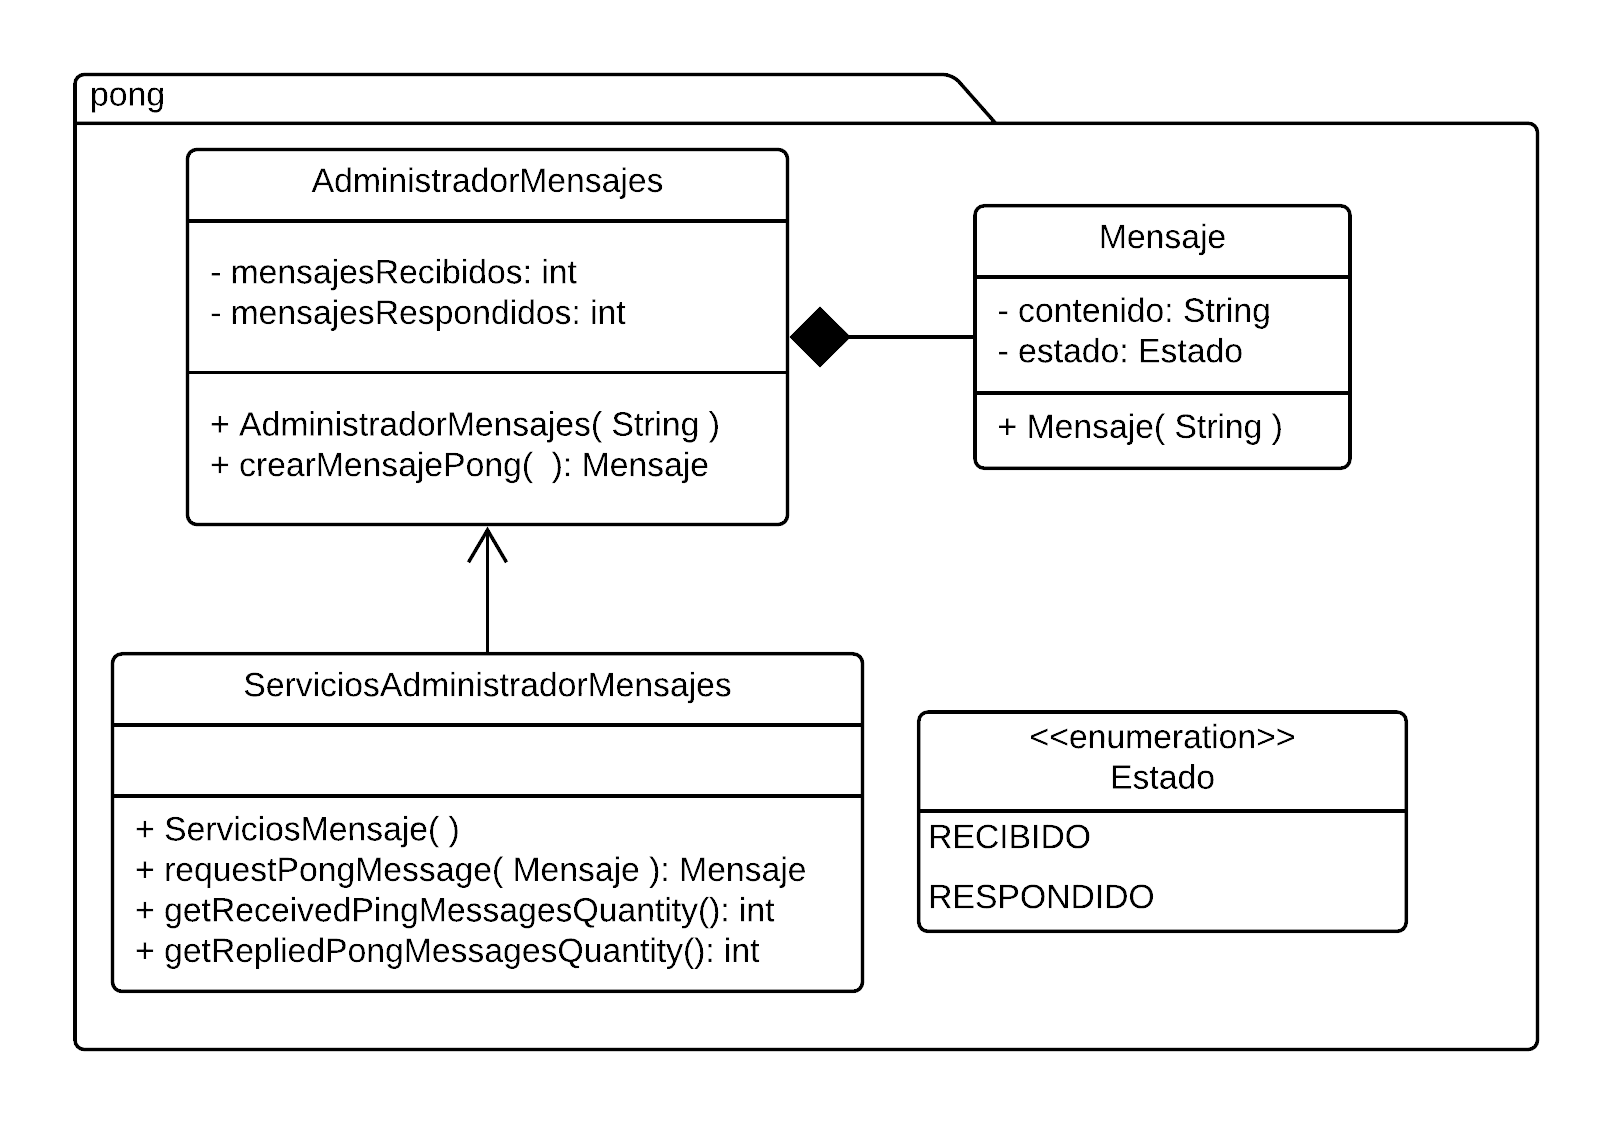 pong
AdministradorMensajes
- mensajesRecibidos: int
- mensajesRespondidos: int
+ AdministradorMensajes( String )
+ crearMensajePong(  ): Mensaje
Mensaje
- contenido: String
- estado: Estado
+ Mensaje( String )
ServiciosAdministradorMensajes
+ ServiciosMensaje( )
+ requestPongMessage( Mensaje ): Mensaje
+ getReceivedPingMessagesQuantity(): int
+ getRepliedPongMessagesQuantity(): int
<<enumeration>>
Estado
RECIBIDO
RESPONDIDO